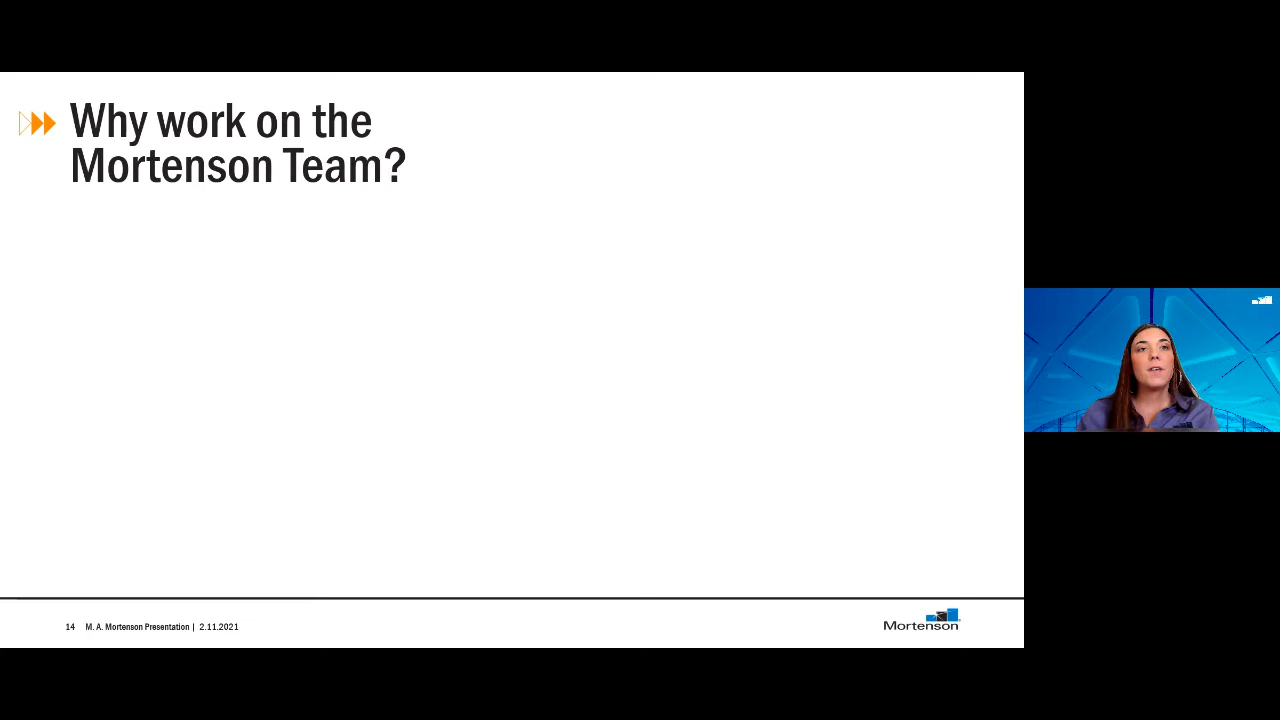 Why work on the
Mortenson Team?
14 M. A. Mortenson Presentation | 2.11.2021
Mortenson